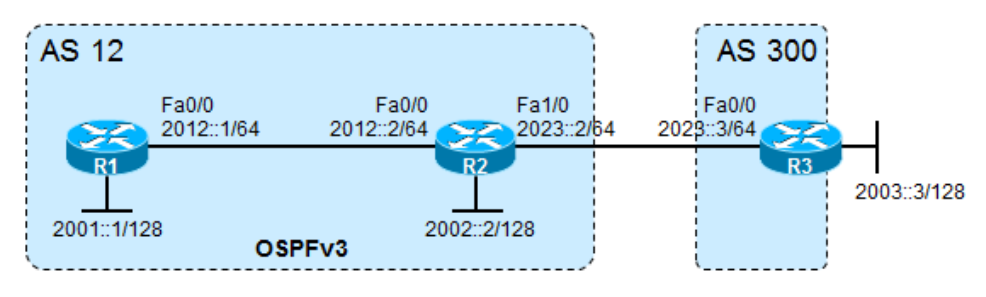 AS 12
AS 300
Fa0/0
2012::1/64
Fa0/0
2012::2/64
Fa1/0
2023::2/64
Fa0/0
2023::3/64
R1
R2
R3
2003::3/128
2001::1/128
2002::2/128
OSPFv3